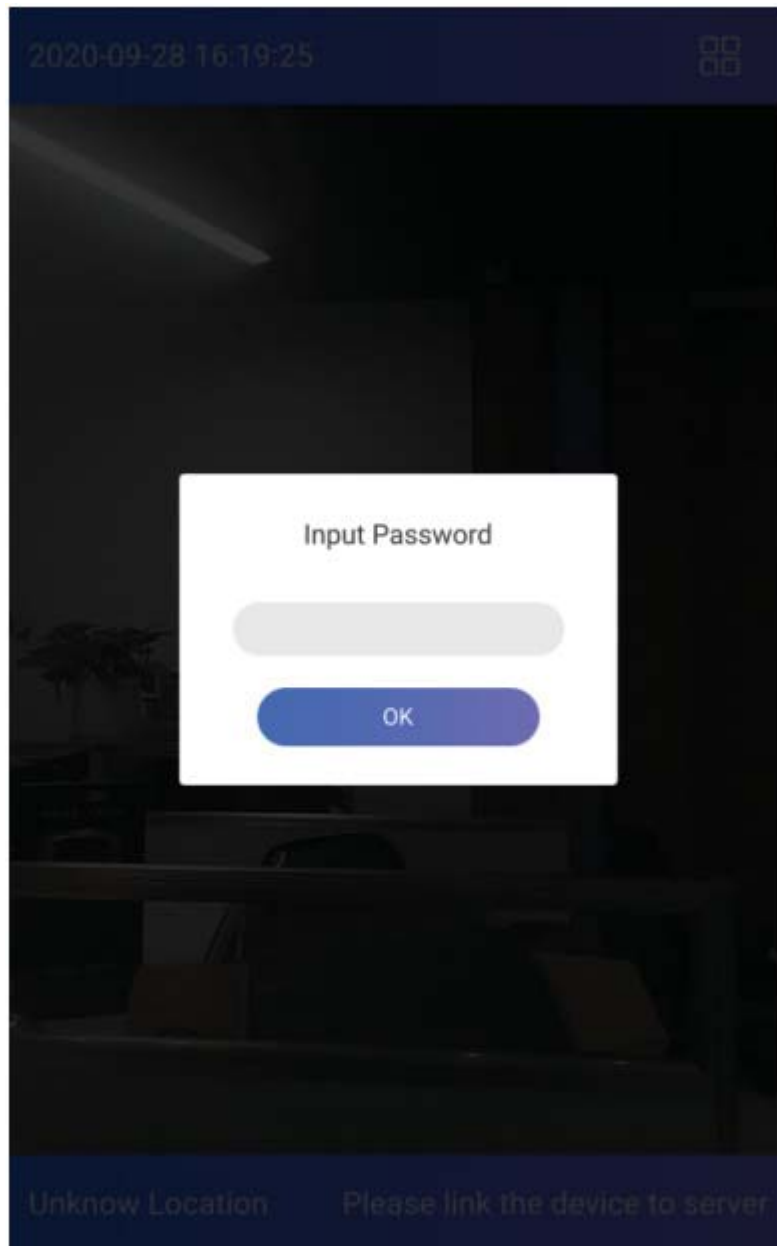 2020-09-28 16:19:25
Input Password
OK
Unknow Location Please link the device to server